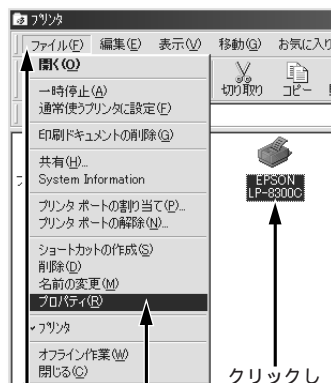 プリンタ
ファイル(F) 編集(E) 表示(V) 移動(G) お気に入り
開く(O)
一時停止(A)
通常使うプリンタに設定(F)
印刷ドキュメントの削除(G)
共有(H)...
System Information
プリンタ ポートの割り当て(P)...
プリンタ ポートの解除(N)...
ショートカットの作成(S)
削除(D)
名前の変更(M)
プロパティ(R)
プリンタ
オフライン作業(W)
閉じる(C)
切り取り コピー
EPSON
LP-8300C
クリックし